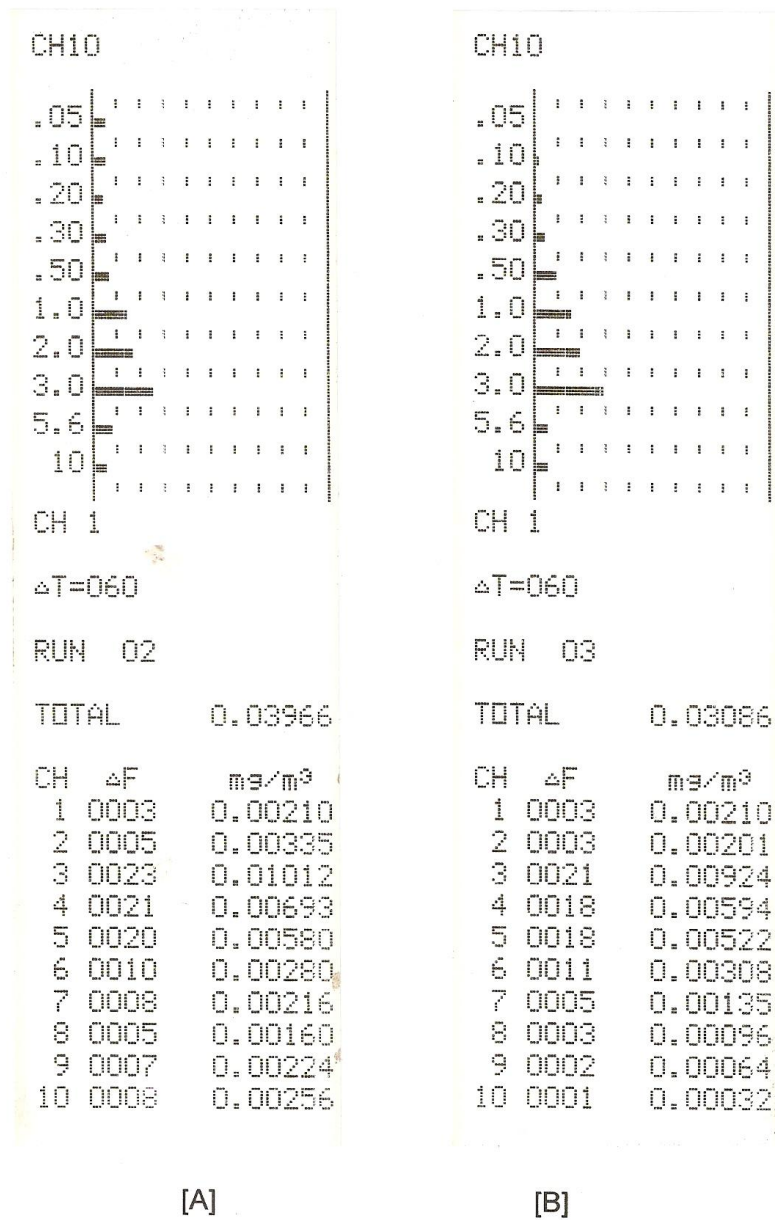 CH10
.05
.10
.20
.30
.50
1.0
2.0
3.0
5.6
10
CH 1
△T=060
RUN 02
TOTAL 0.03966
CH △F mg/m³
1 0003 0.00210
2 0005 0.00335
3 0023 0.01012
4 0021 0.00693
5 0020 0.00580
6 0010 0.00280
7 0008 0.00216
8 0005 0.00160
9 0007 0.00224
10 0008 0.00256
[A]
CH10
.05
.10
.20
.30
.50
1.0
2.0
3.0
5.6
10
CH 1
△T=060
RUN 03
TOTAL 0.03086
CH △F mg/m³
1 0003 0.00210
2 0003 0.00201
3 0021 0.00924
4 0018 0.00594
5 0018 0.00522
6 0011 0.00308
7 0005 0.00135
8 0003 0.00096
9 0002 0.00064
10 0001 0.00032
[B]